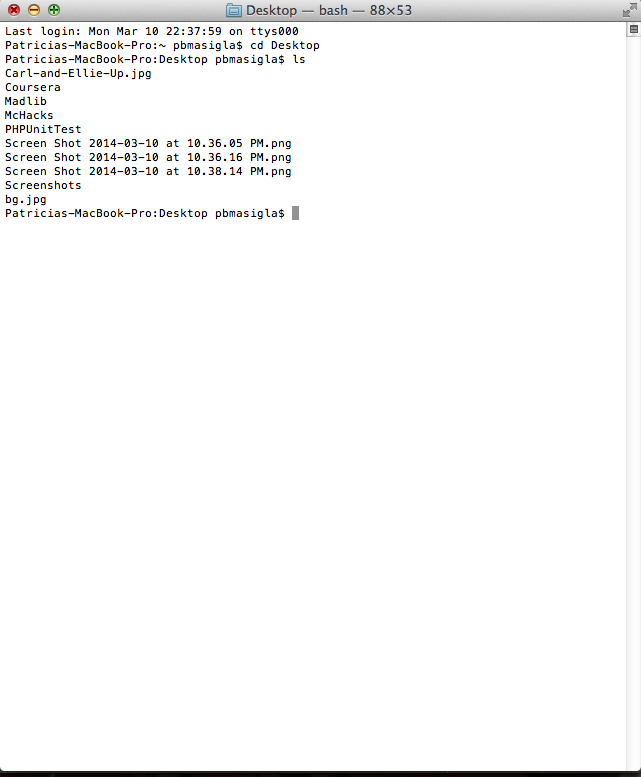 Desktop — bash — 88×53
Last login: Mon Mar 10 22:37:59 on ttys000
Patricias-MacBook-Pro:~ pbmasigla$ cd Desktop
Patricias-MacBook-Pro:Desktop pbmasigla$ ls
Carl-and-Ellie-Up.jpg
Coursera
Madlib
McHacks
PHPUnitTest
Screen Shot 2014-03-10 at 10.36.05 PM.png
Screen Shot 2014-03-10 at 10.36.16 PM.png
Screen Shot 2014-03-10 at 10.38.14 PM.png
Screenshots
bg.jpg
Patricias-MacBook-Pro:Desktop pbmasigla$